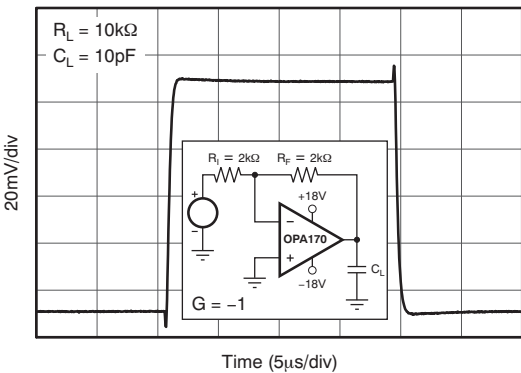 R_L = 10kΩ
C_L = 10pF
20mV/div
R_I = 2kΩ
R_F = 2kΩ
+18V
+
−
−
OPA170
+
−18V
C_L
G = −1
Time (5μs/div)